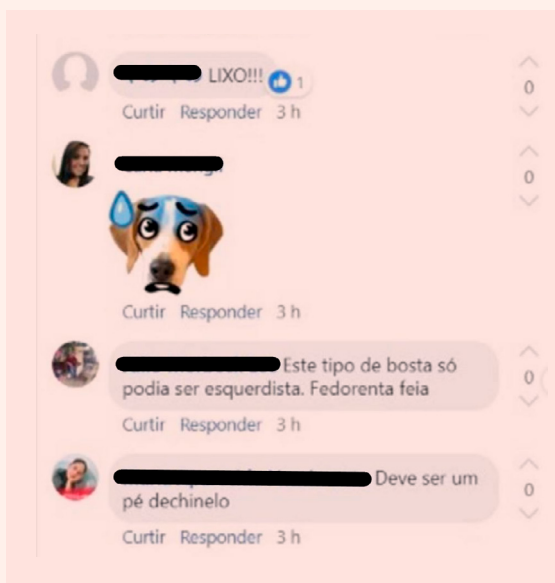 LIXO!!! 1
Curtir Responder 3 h
0
0
Curtir Responder 3 h
Este tipo de bosta só
podia ser esquerdista. Fedorenta feia
0
Curtir Responder 3 h
Deve ser um
pé dechinelo
0
Curtir Responder 3 h